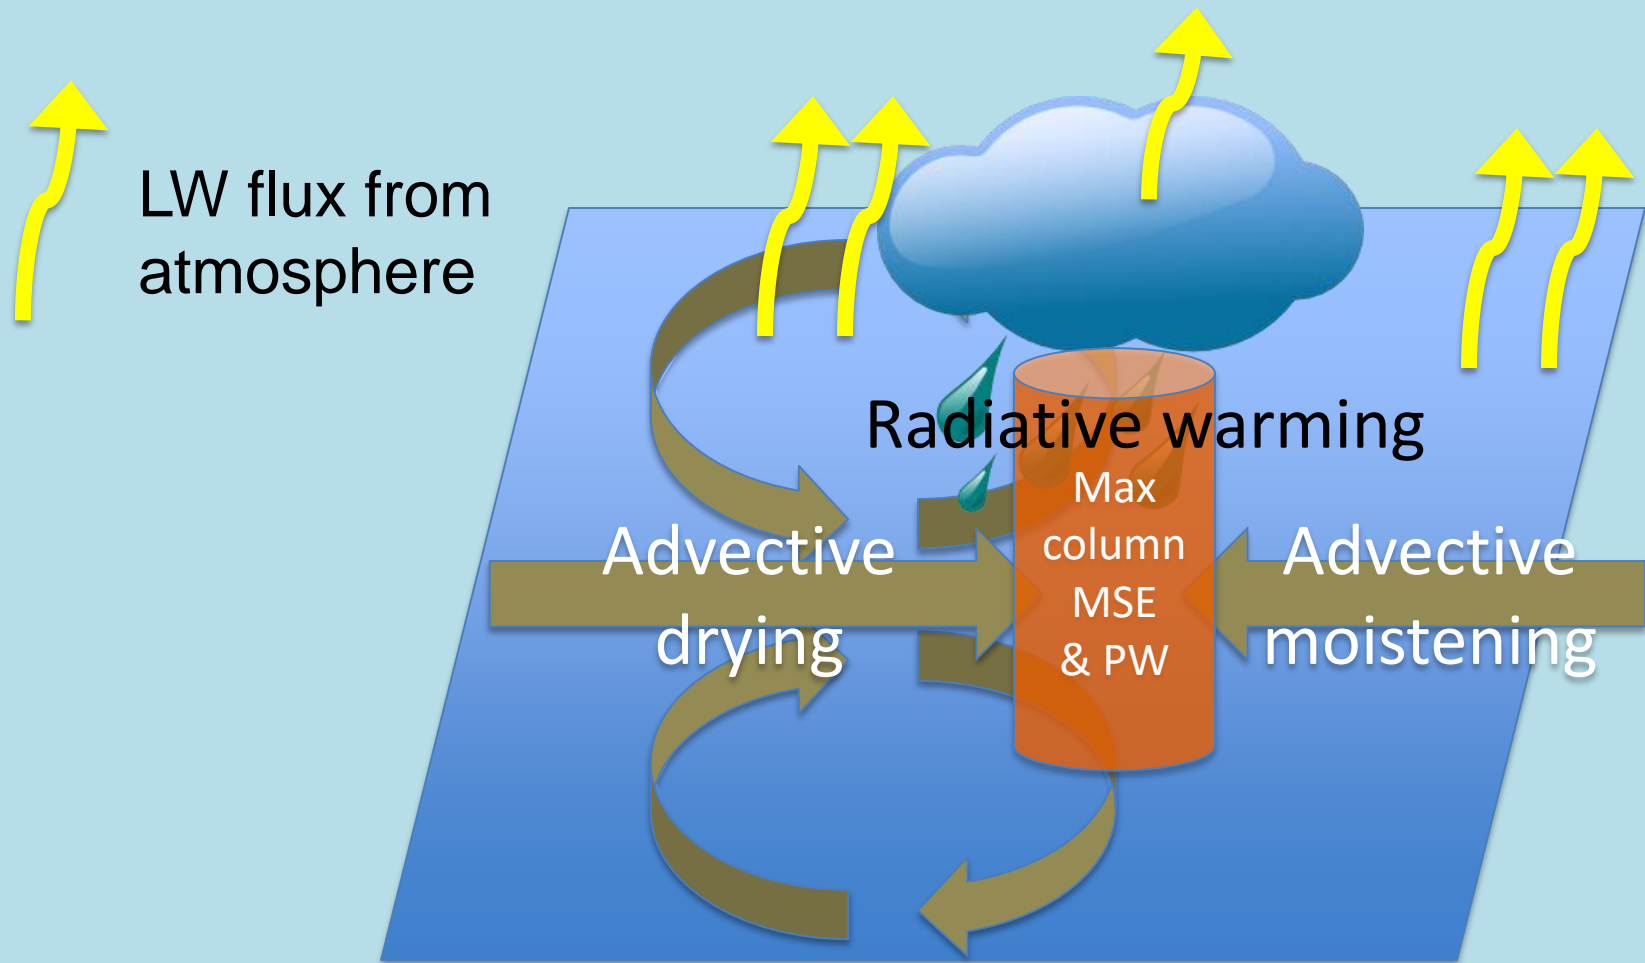 LW flux from
atmosphere
Radiative warming
Max
column
MSE
& PW
Advective
drying
Advective
moistening